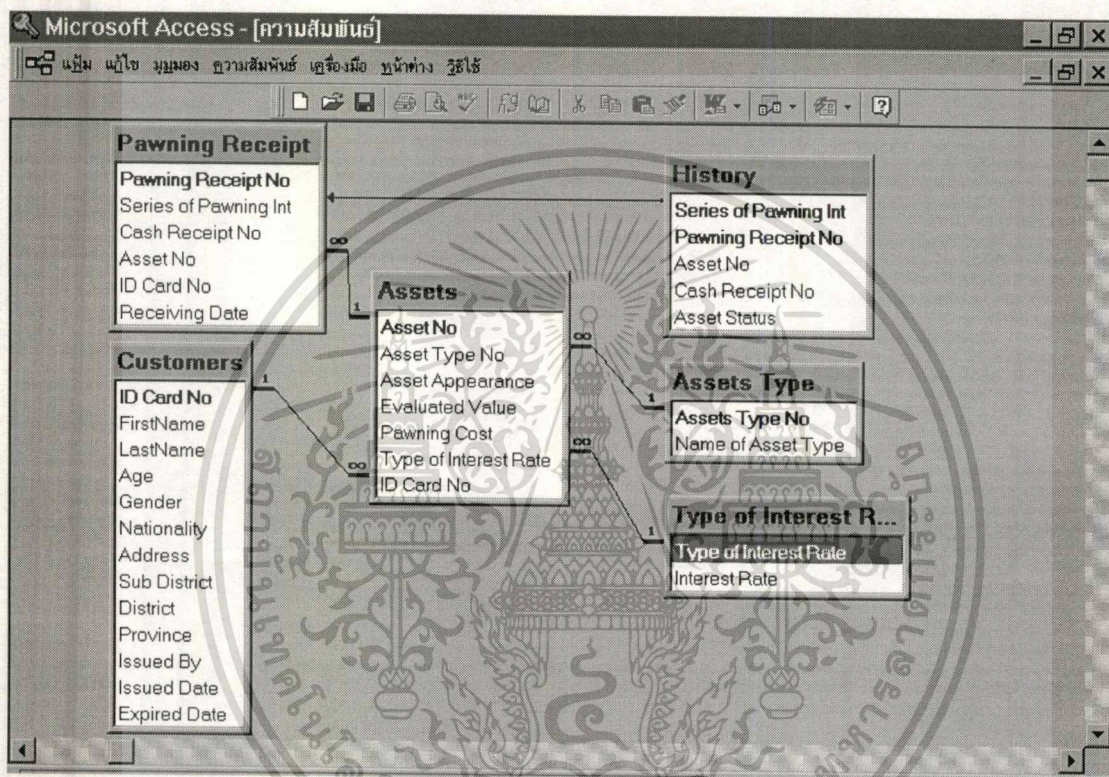 Microsoft Access - [ความสัมพันธ์]
แฟ้ม แก้ไข มุมมอง ความสัมพันธ์ เครื่องมือ หน้าต่าง วิธีใช้
Pawning Receipt
Pawning Receipt No
Series of Pawning Int
Cash Receipt No
Asset No
ID Card No
Receiving Date
History
Series of Pawning Int
Pawning Receipt No
Asset No
Cash Receipt No
Asset Status
∞
1
Assets
Asset No
Asset Type No
Asset Appearance
Evaluated Value
Pawning Cost
Type of Interest Rate
ID Card No
Customers
ID Card No
FirstName
LastName
Age
Gender
Nationality
Address
Sub District
District
Province
Issued By
Issued Date
Expired Date
1
∞
∞
1
Assets Type
Assets Type No
Name of Asset Type
∞
1
Type of Interest R...
Type of Interest Rate
Interest Rate